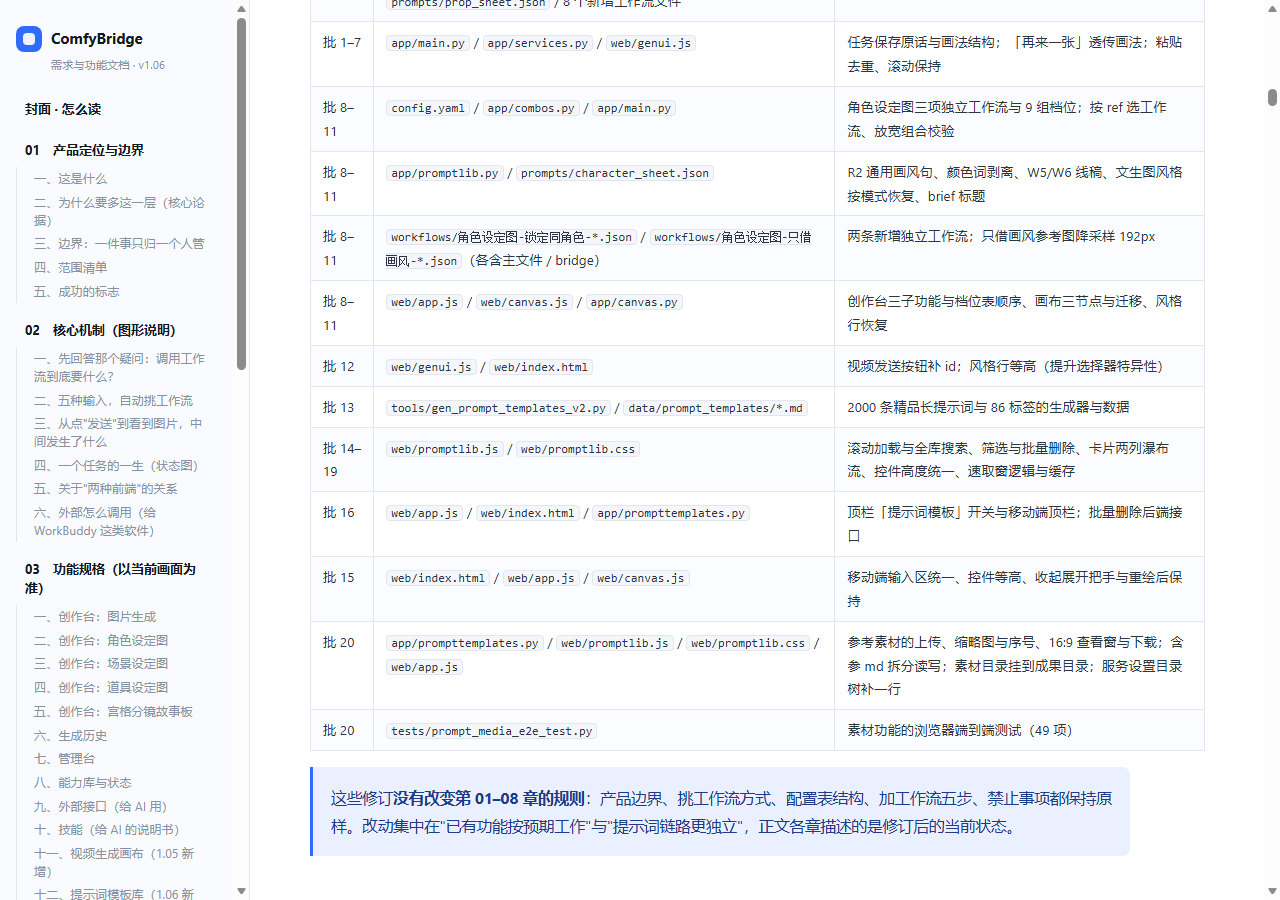 ComfyBridge
需求与功能文档 · v1.06
封面 · 怎么读
01 产品定位与边界
一、这是什么
二、为什么要多这一层（核心论
据）
三、边界：一件事只归一个人管
四、范围清单
五、成功的标志
02 核心机制（图形说明）
一、先回答那个疑问：调用工作
流到底要什么？
二、五种输入，自动挑工作流
三、从点"发送"到看到图片，中
间发生了什么
四、一个任务的一生（状态图）
五、关于"两种前端"的关系
六、外部怎么调用（给
WorkBuddy 这类软件）
03 功能规格（以当前画面为
准）
一、创作台：图片生成
二、创作台：角色设定图
三、创作台：场景设定图
四、创作台：道具设定图
五、创作台：宫格分镜故事板
六、生成历史
七、管理台
八、能力库与状态
九、外部接口（给 AI 用）
十、技能（给 AI 的说明书）
十一、视频生成画布（1.05 新
增）
十二、提示词模板库（1.06 新
prompts/prop_sheet.json / 8 个新增工作流文件
批 1–7
app/main.py / app/services.py / web/genui.js
任务保存原话与画法结构；「再来一张」透传画法；粘贴
去重、滚动保持
批 8–
11
config.yaml / app/combos.py / app/main.py
角色设定图三项独立工作流与 9 组档位；按 ref 选工作
流、放宽组合校验
批 8–
11
app/promptlib.py / prompts/character_sheet.json
R2 通用画风句、颜色词剥离、W5/W6 线稿、文生图风格
按模式恢复、brief 标题
批 8–
11
workflows/角色设定图-锁定同角色-*.json / workflows/角色设定图-只借
画风-*.json （各含主文件 / bridge）
两条新增独立工作流；只借画风参考图降采样 192px
批 8–
11
web/app.js / web/canvas.js / app/canvas.py
创作台三子功能与档位表顺序、画布三节点与迁移、风格
行恢复
批 12
web/genui.js / web/index.html
视频发送按钮补 id；风格行等高（提升选择器特异性）
批 13
tools/gen_prompt_templates_v2.py / data/prompt_templates/*.md
2000 条精品长提示词与 86 标签的生成器与数据
批 14–
19
web/promptlib.js / web/promptlib.css
滚动加载与全库搜索、筛选与批量删除、卡片两列瀑布
流、控件高度统一、速取窗逻辑与缓存
批 16
web/app.js / web/index.html / app/prompttemplates.py
顶栏「提示词模板」开关与移动端顶栏；批量删除后端接
口
批 15
web/index.html / web/app.js / web/canvas.js
移动端输入区统一、控件等高、收起展开把手与重绘后保
持
批 20
app/prompttemplates.py / web/promptlib.js / web/promptlib.css /
web/app.js
参考素材的上传、缩略图与序号、16:9 查看窗与下载；含
参 md 拆分读写；素材目录挂到成果目录；服务设置目录
树补一行
批 20
tests/prompt_media_e2e_test.py
素材功能的浏览器端到端测试（49 项）
这些修订没有改变第 01–08 章的规则：产品边界、挑工作流方式、配置表结构、加工作流五步、禁止事项都保持原
样。改动集中在"已有功能按预期工作"与"提示词链路更独立"，正文各章描述的是修订后的当前状态。